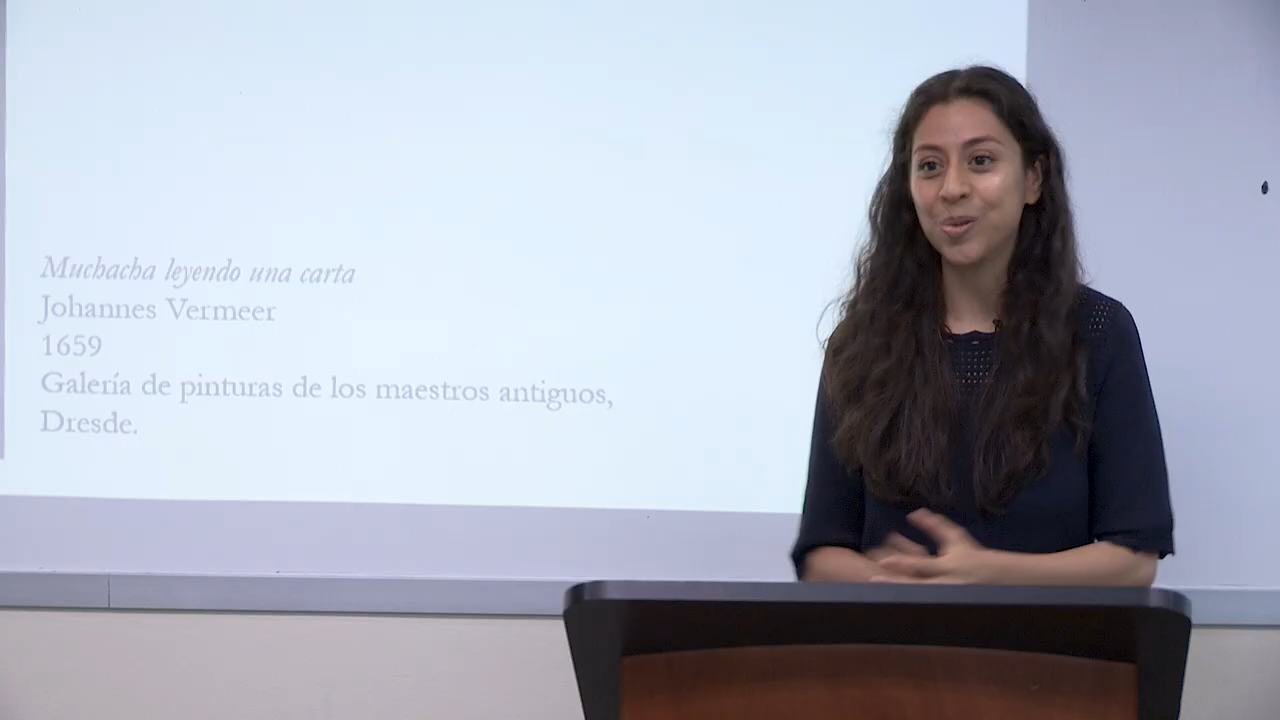 Muchacha leyendo una carta
Johannes Vermeer
1659
Galería de pinturas de los maestros antiguos,
Dresde.